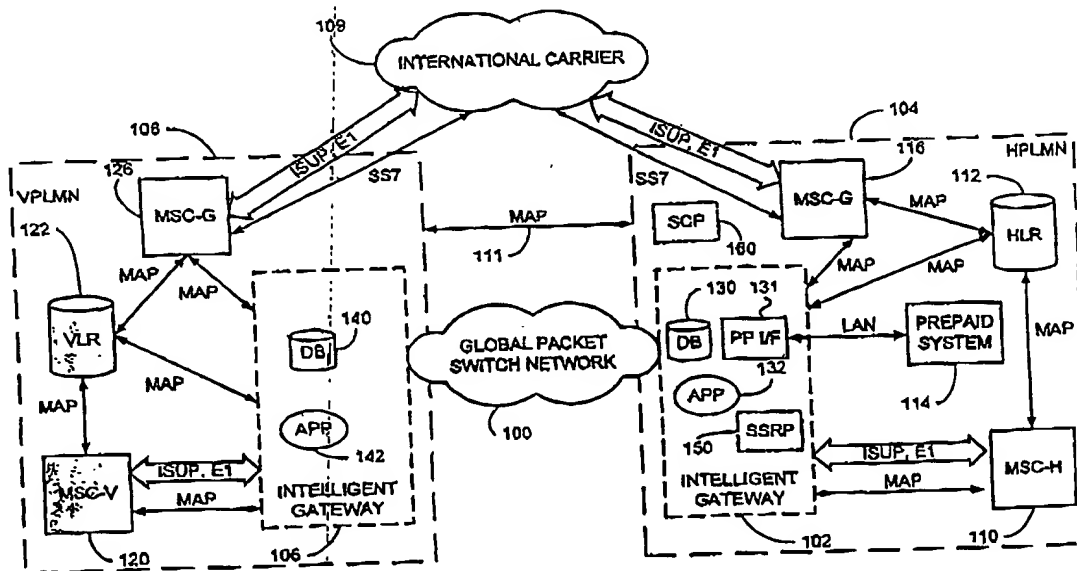 109
INTERNATIONAL CARRIER
108
ISUP, E1
ISUP, E1
104
126
116
VPLMN
HPLMN
122
MSC-G
SS7
SS7
MSC-G
112
MAP
111
SCP
160
MAP
HLR
MAP
MAP
MAP
MAP
VLR
140
DB
130
131
DB
PP I/F
LAN
PREPAID
SYSTEM
MAP
GLOBAL PACKET
SWITCH NETWORK
132
APP
114
MAP
MAP
APP
142
100
150
SSRP
ISUP, E1
ISUP, E1
MSC-V
INTELLIGENT
GATEWAY
INTELLIGENT
GATEWAY
MSC-H
MAP
MAP
120
106
102
110